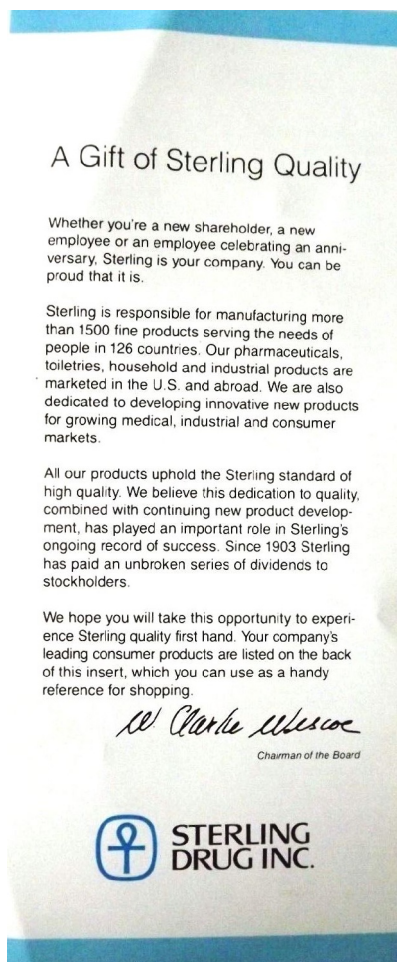 A Gift of Sterling Quality
Whether you're a new shareholder, a new
employee or an employee celebrating an anni-
versary, Sterling is your company. You can be
proud that it is.
Sterling is responsible for manufacturing more
than 1500 fine products serving the needs of
people in 126 countries. Our pharmaceuticals,
toiletries, household and industrial products are
marketed in the U.S. and abroad. We are also
dedicated to developing innovative new products
for growing medical, industrial and consumer
markets.
All our products uphold the Sterling standard of
high quality. We believe this dedication to quality,
combined with continuing new product develop-
ment, has played an important role in Sterling's
ongoing record of success. Since 1903 Sterling
has paid an unbroken series of dividends to
stockholders.
We hope you will take this opportunity to experi-
ence Sterling quality first hand. Your company's
leading consumer products are listed on the back
of this insert, which you can use as a handy
reference for shopping.
W. Clarke Wescoe
Chairman of the Board
STERLING
DRUG INC.